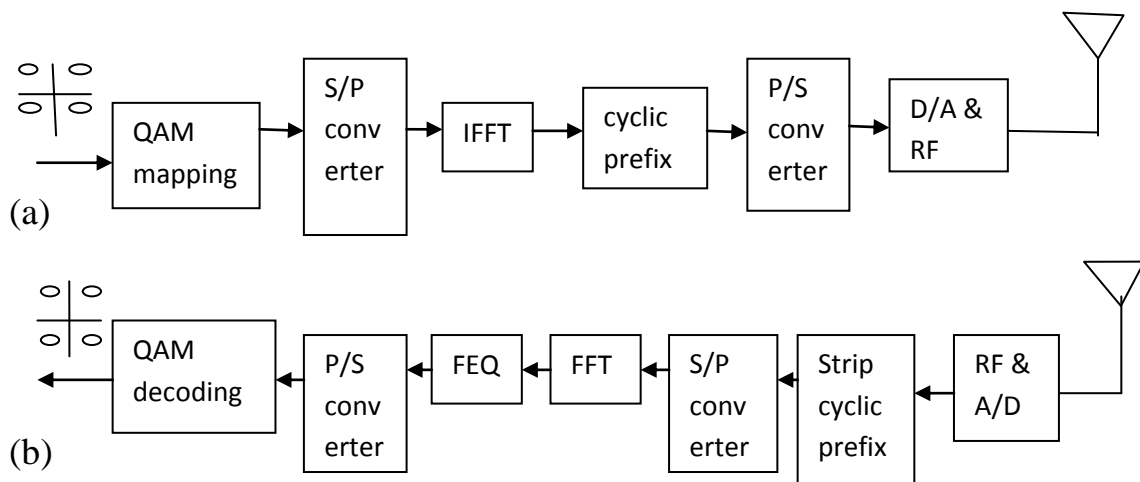 QAM
mapping
S/P
conv
erter
IFFT
cyclic
prefix
P/S
conv
erter
D/A &
RF
(a)
QAM
decoding
P/S
conv
erter
FEQ
FFT
S/P
conv
erter
Strip
cyclic
prefix
RF &
A/D
(b)